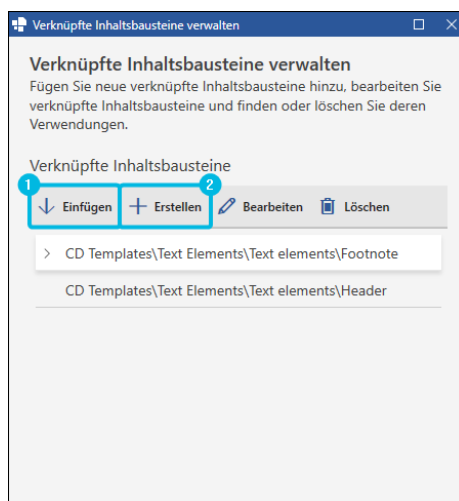 Verknüpfte Inhaltsbausteine verwalten
Verknüpfte Inhaltsbausteine verwalten
Fügen Sie neue verknüpfte Inhaltsbausteine hinzu, bearbeiten Sie
verknüpfte Inhaltsbausteine und finden oder löschen Sie deren
Verwendungen.
Verknüpfte Inhaltsbausteine
1 2
Einfügen Erstellen Bearbeiten Löschen
CD Templates\Text Elements\Text elements\Footnote
CD Templates\Text Elements\Text elements\Header